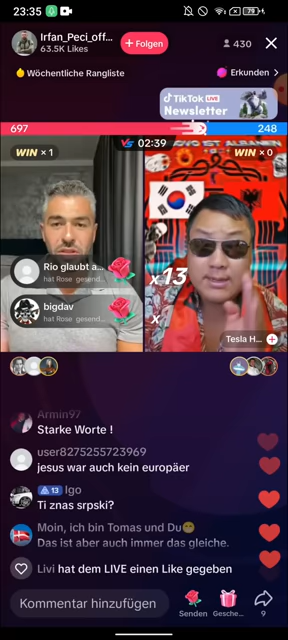 23:35
79
Irfan_Peci_off...
63.5K Likes
+ Folgen
430
Wöchentliche Rangliste
Erkunden
TikTok LIVE
Newsletter
697
248
WIN x 1
VS 02:39
WIN x 0
x13
x
Rio glaubt a...
hat Rose gesend...
bigdav
hat Rose gesend...
Tesla H...
Armin97
Starke Worte !
user8275255723969
jesus war auch kein europäer
13 Igo
Ti znas srpski?
Moin, ich bin Tomas und Du😁
Das ist aber auch immer das gleiche.
Livi hat dem LIVE einen Like gegeben
Kommentar hinzufügen
Senden
Gesche...
9